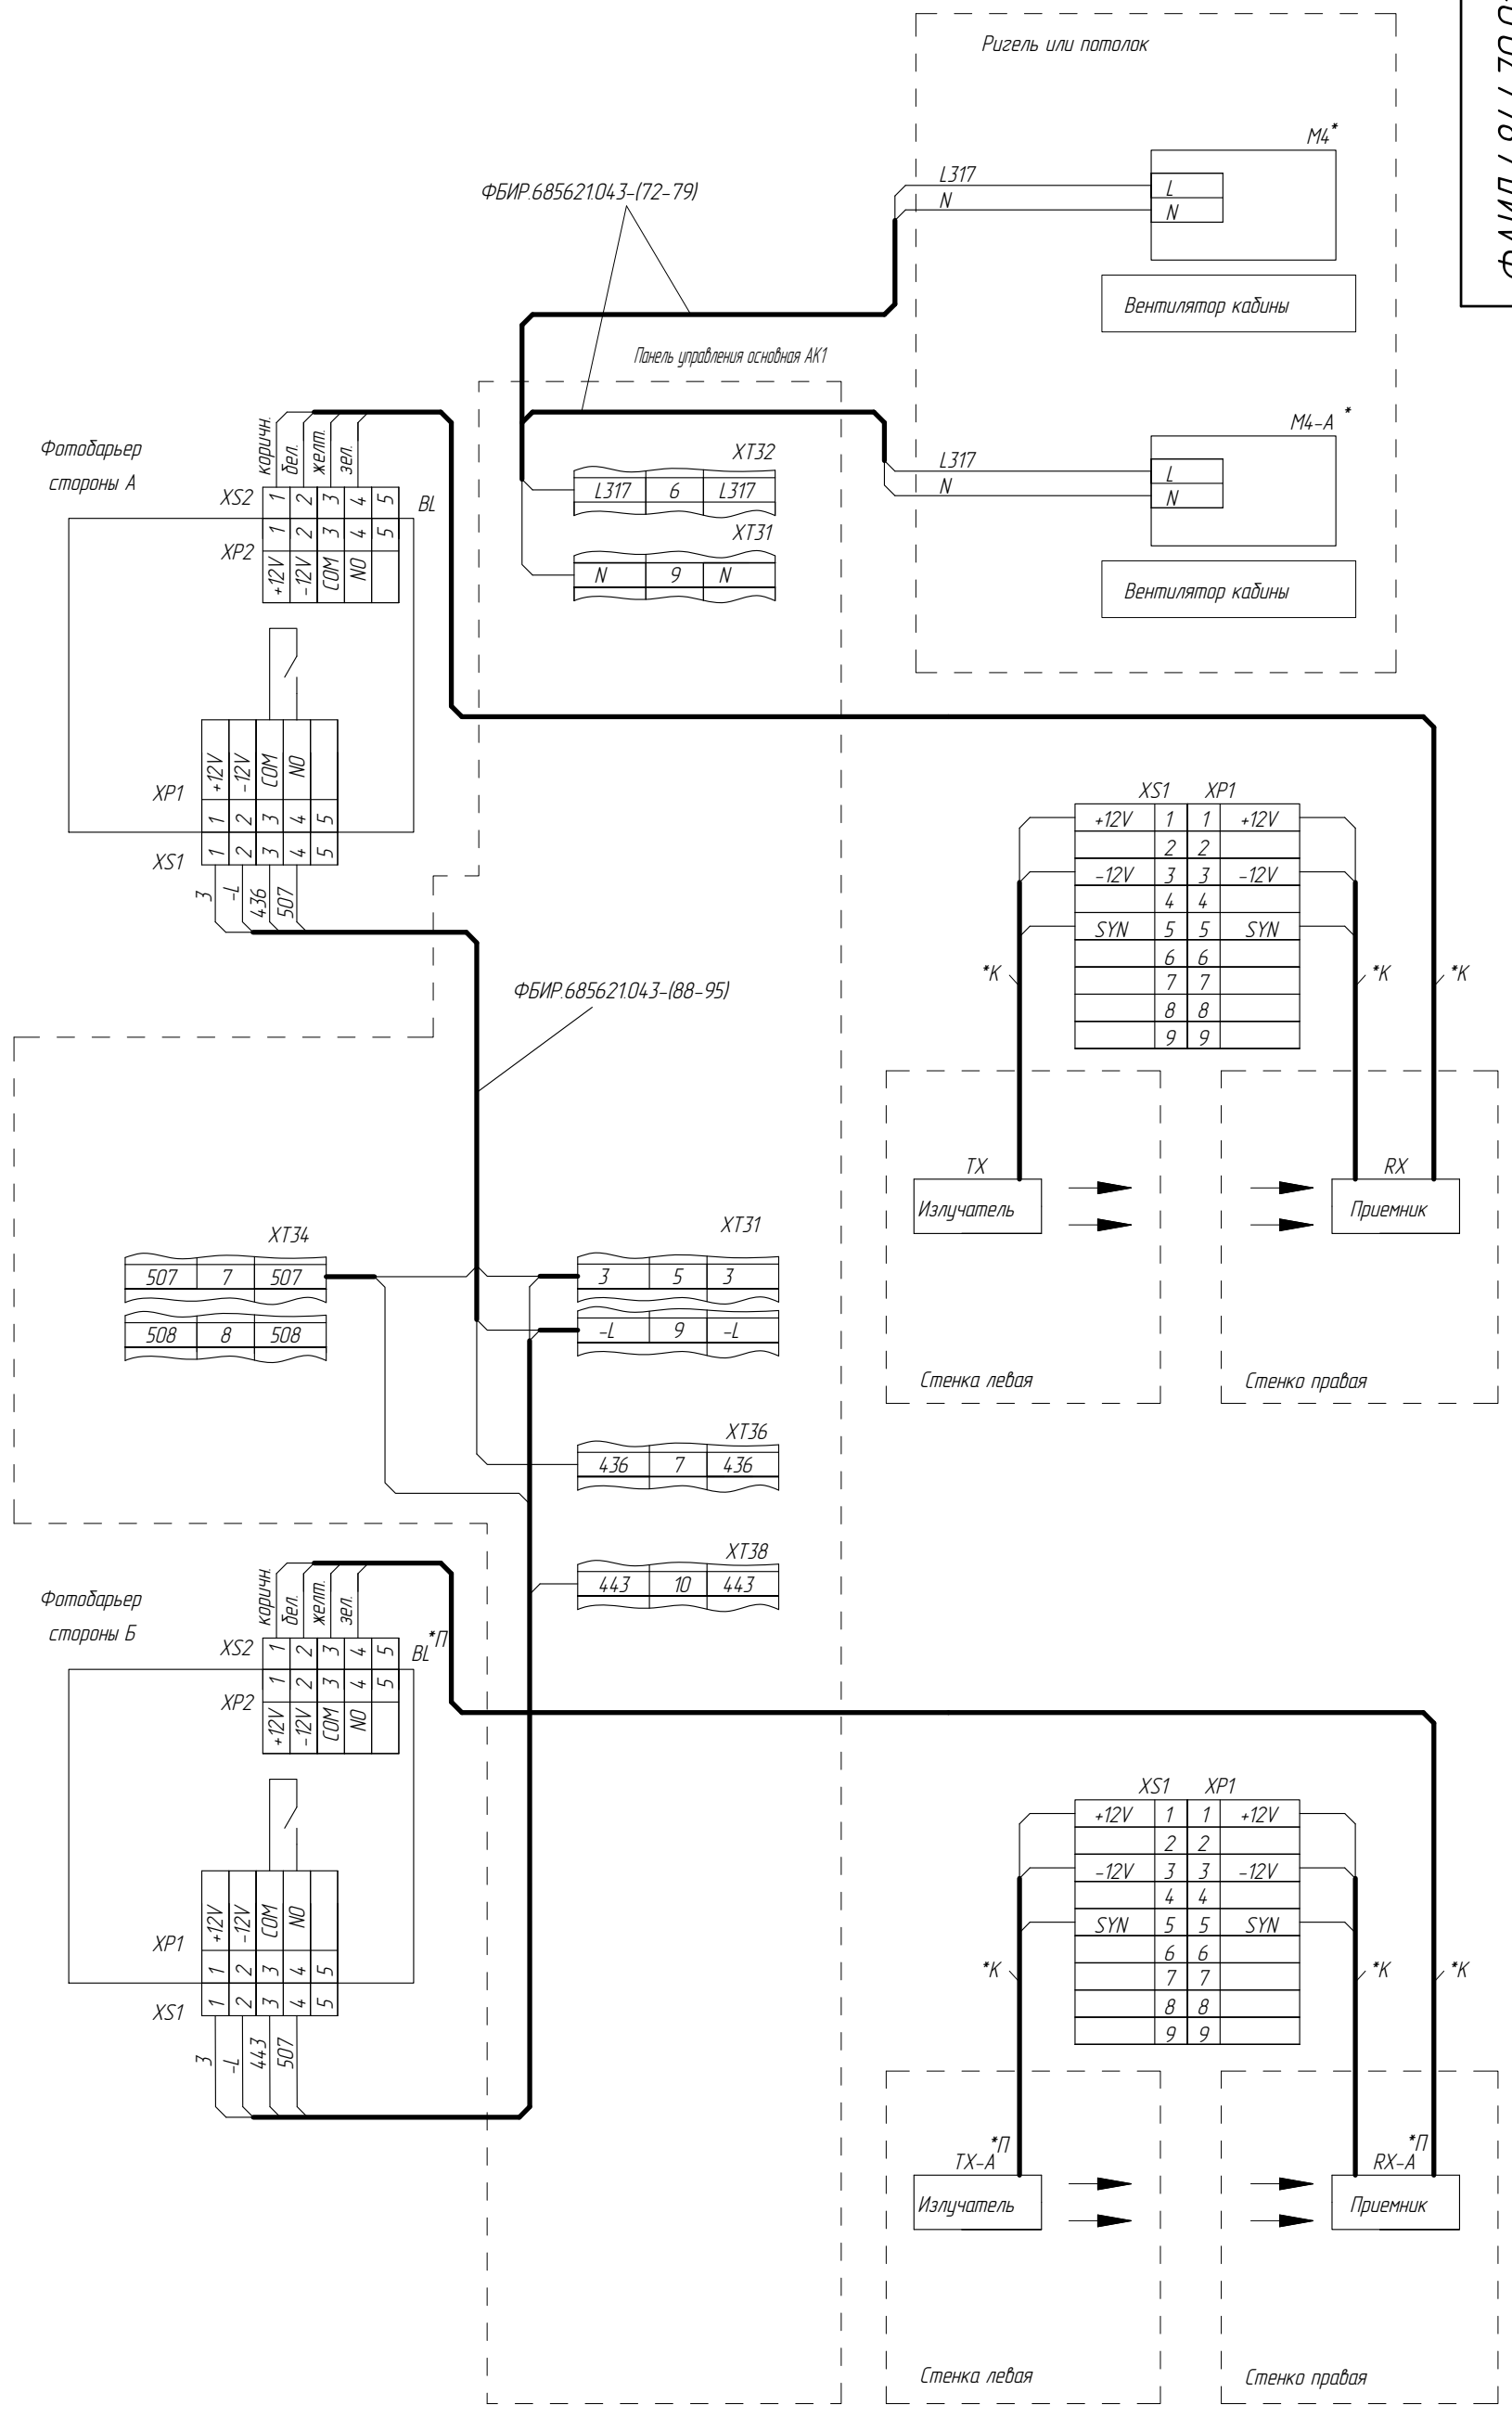 Ригель или потолок
M4*
L317
N
L
N
Вентилятор кабины
ФБИР.685621.043-(72-79)
Панель управления основная АК1
M4-A *
L317
N
L
N
Вентилятор кабины
XT32
L317 6 L317
XT31
N 9 N
Фотобарьер
стороны А
коричн.
бел.
желт.
зел.
XS2 1 2 3 4 5
BL
XP2 1 2 3 4 5
+12V -12V COM NO
+12V -12V COM NO
XP1 1 2 3 4 5
XS1 1 2 3 4 5
3 -L 436 507
ФБИР.685621.043-(88-95)
XS1 XP1
+12V 1 1 +12V
2 2
-12V 3 3 -12V
4 4
SYN 5 5 SYN
6 6
7 7
8 8
9 9
*К
*К
*К
TX
Излучатель
RX
Приемник
Стенка левая
Стенко правая
XT34
507 7 507
508 8 508
XT31
3 5 3
-L 9 -L
XT36
436 7 436
XT38
443 10 443
Фотобарьер
стороны Б
коричн.
бел.
желт.
зел.
XS2 1 2 3 4 5
BL*П
XP2 1 2 3 4 5
+12V -12V COM NO
+12V -12V COM NO
XP1 1 2 3 4 5
XS1 1 2 3 4 5
3 -L 443 507
XS1 XP1
+12V 1 1 +12V
2 2
-12V 3 3 -12V
4 4
SYN 5 5 SYN
6 6
7 7
8 8
9 9
*К
*К
*К
TX-A*П
Излучатель
RX-A*П
Приемник
Стенка левая
Стенко правая